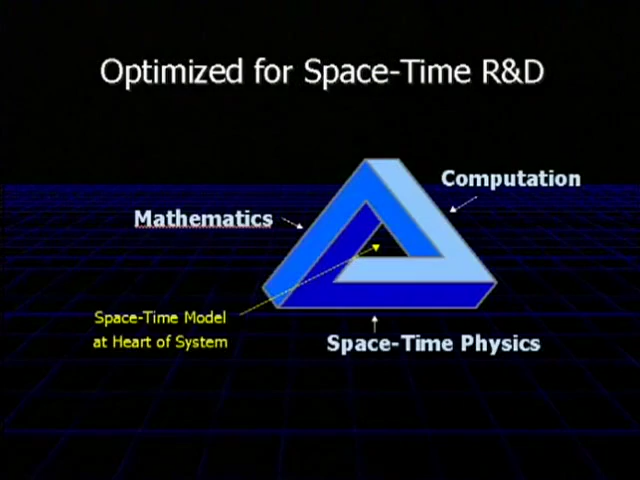 Optimized for Space-Time R&D
Computation
Mathematics
Space-Time Model
at Heart of System
Space-Time Physics